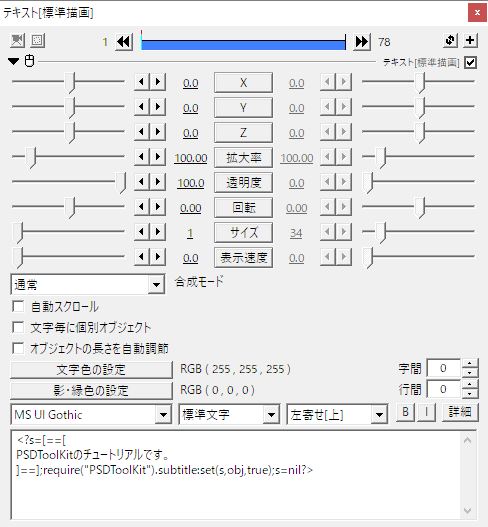 テキスト[標準描画]
1 78
テキスト[標準描画]
0.0 X 0.0
0.0 Y 0.0
0.0 Z 0.0
100.00 拡大率 100.00
100.0 透明度 0.0
0.00 回転 0.00
1 サイズ 34
0.0 表示速度 0.0
通常 合成モード
自動スクロール
文字毎に個別オブジェクト
オブジェクトの長さを自動調節
文字色の設定 RGB ( 255 , 255 , 255 ) 字間 0
影・縁色の設定 RGB ( 0 , 0 , 0 ) 行間 0
MS UI Gothic 標準文字 左寄せ[上] B I 詳細
<?s=[==[
PSDToolKitのチュートリアルです。
]==];require("PSDToolKit").subtitle:set(s,obj,true);s=nil?>